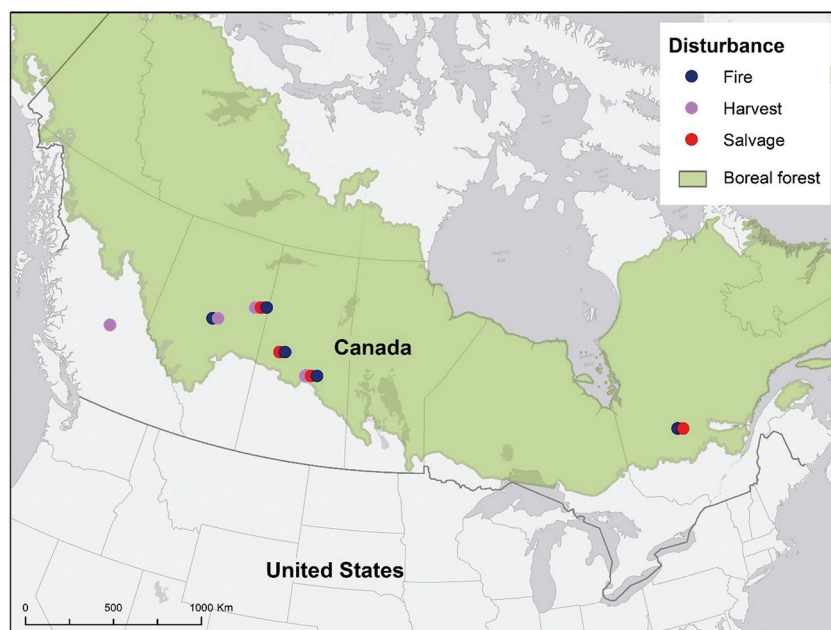 Disturbance
Fire
Harvest
Salvage
Boreal forest
Canada
United States
0 500 1000 Km